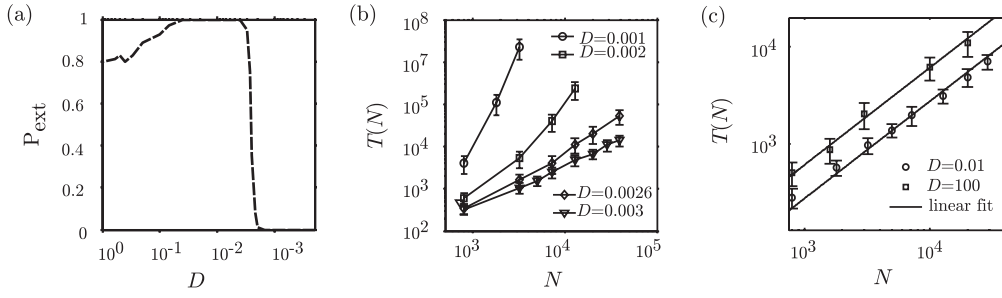 (a)
1
0.8
0.6
0.4
0.2
0
P_ext
10^0
10^-1
10^-2
10^-3
D
(b)
10^8
10^7
10^6
10^5
10^4
10^3
10^2
T(N)
D=0.001
D=0.002
D=0.0026
D=0.003
10^3
10^4
10^5
N
(c)
10^4
10^3
T(N)
D=0.01
D=100
linear fit
10^3
10^4
N